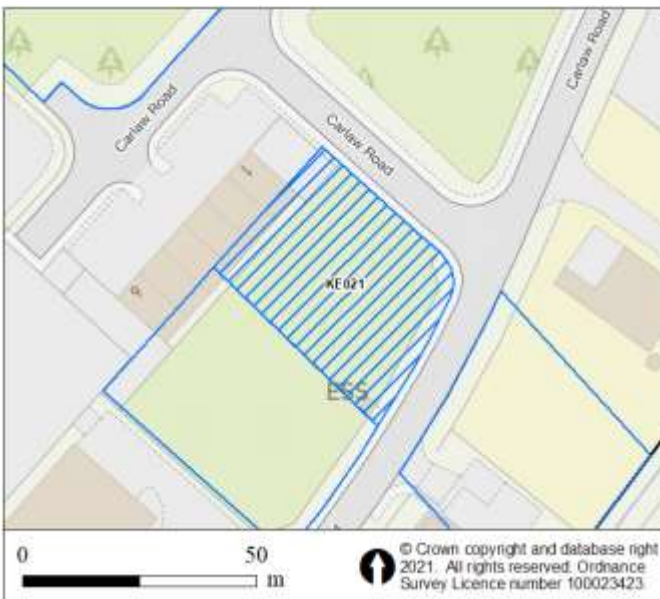 Carlaw Road
Carlaw Road
Carlaw Road
KE021
ESS
0 50 m
© Crown copyright and database right
2021. All rights reserved. Ordnance
Survey Licence number 100023423.